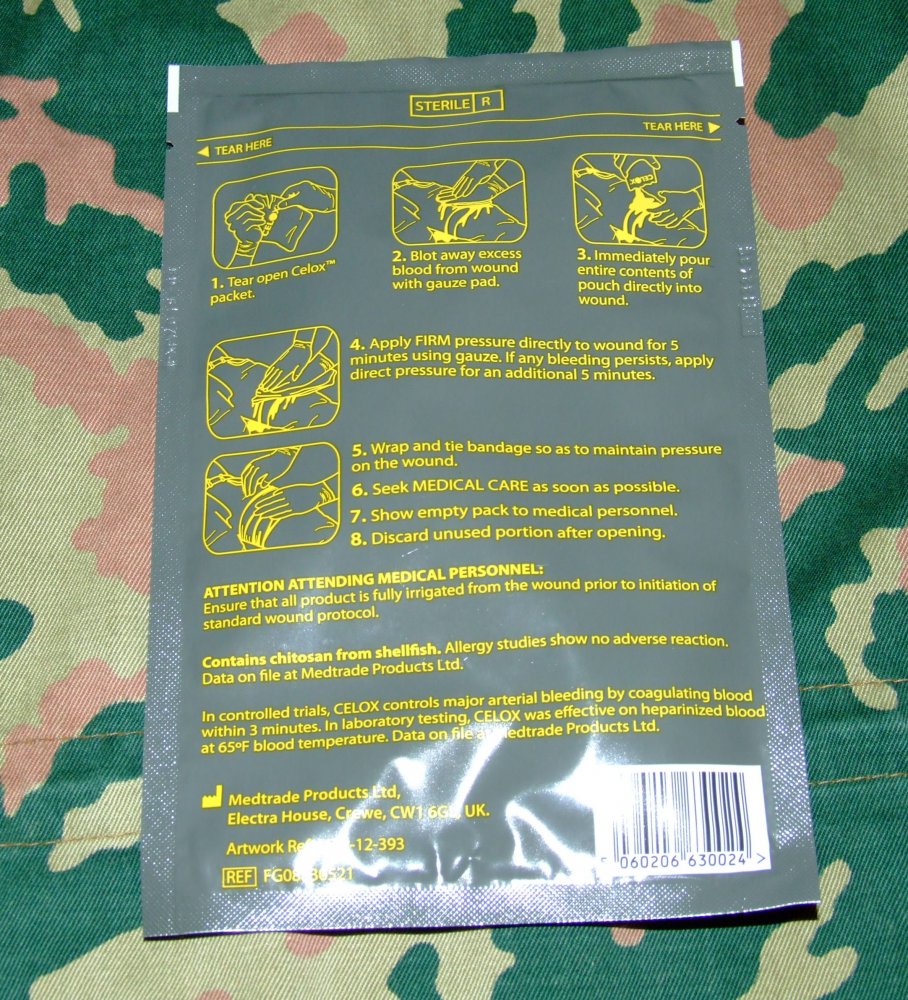 STERILE R
TEAR HERE
TEAR HERE
CELOX
1. Tear open Celox™
packet.
2. Blot away excess
blood from wound
with gauze pad.
3. Immediately pour
entire contents of
pouch directly into
wound.
4. Apply FIRM pressure directly to wound for 5
minutes using gauze. If any bleeding persists, apply
direct pressure for an additional 5 minutes.
5. Wrap and tie bandage so as to maintain pressure
on the wound.
6. Seek MEDICAL CARE as soon as possible.
7. Show empty pack to medical personnel.
8. Discard unused portion after opening.
ATTENTION ATTENDING MEDICAL PERSONNEL:
Ensure that all product is fully irrigated from the wound prior to initiation of
standard wound protocol.
Contains chitosan from shellfish. Allergy studies show no adverse reaction.
Data on file at Medtrade Products Ltd.
In controlled trials, CELOX controls major arterial bleeding by coagulating blood
within 3 minutes. In laboratory testing, CELOX was effective on heparinized blood
at 65ºF blood temperature. Data on file at Medtrade Products Ltd.
Medtrade Products Ltd,
Electra House, Crewe, CW1 UK.
Artwork
REF
060206 630024 >